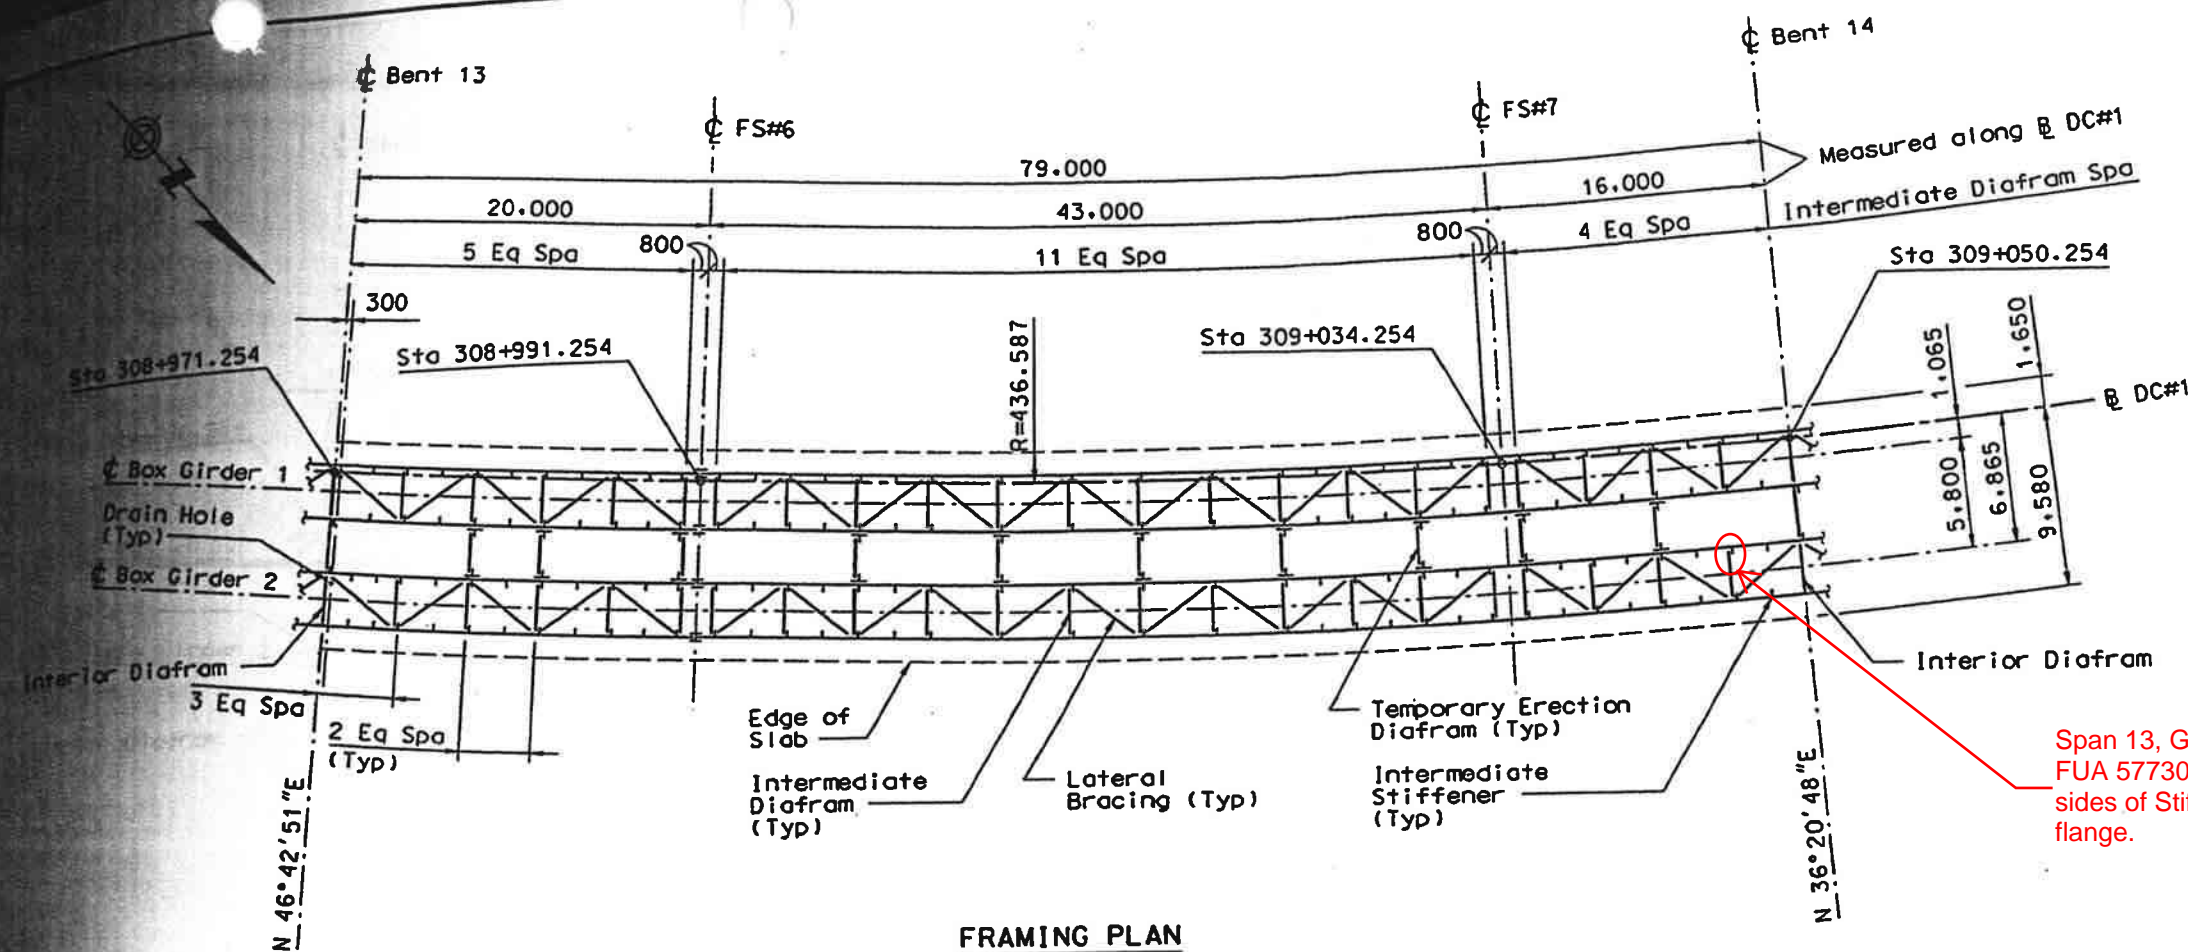 ℄ Bent 13
℄ FS#6
℄ FS#7
℄ Bent 14
79.000
Measured along ℞ DC#1
20.000
43.000
16.000
Intermediate Diafram Spa
5 Eq Spa
800
11 Eq Spa
800
4 Eq Spa
300
Sta 308+971.254
Sta 308+991.254
R=436.587
Sta 309+034.254
Sta 309+050.254
1.065
1.650
℞ DC#1
5.800
6.865
9.580
℄ Box Girder 1
Drain Hole
(Typ)
℄ Box Girder 2
Interior Diafram
3 Eq Spa
2 Eq Spa
(Typ)
Edge of
Slab
Intermediate
Diafram
(Typ)
Lateral
Bracing (Typ)
Temporary Erection
Diafram (Typ)
Intermediate
Stiffener
(Typ)
Interior Diafram
Span 13, G
FUA 57730
sides of Stif
flange.
N 46°42'51"E
N 36°20'48"E
FRAMING PLAN